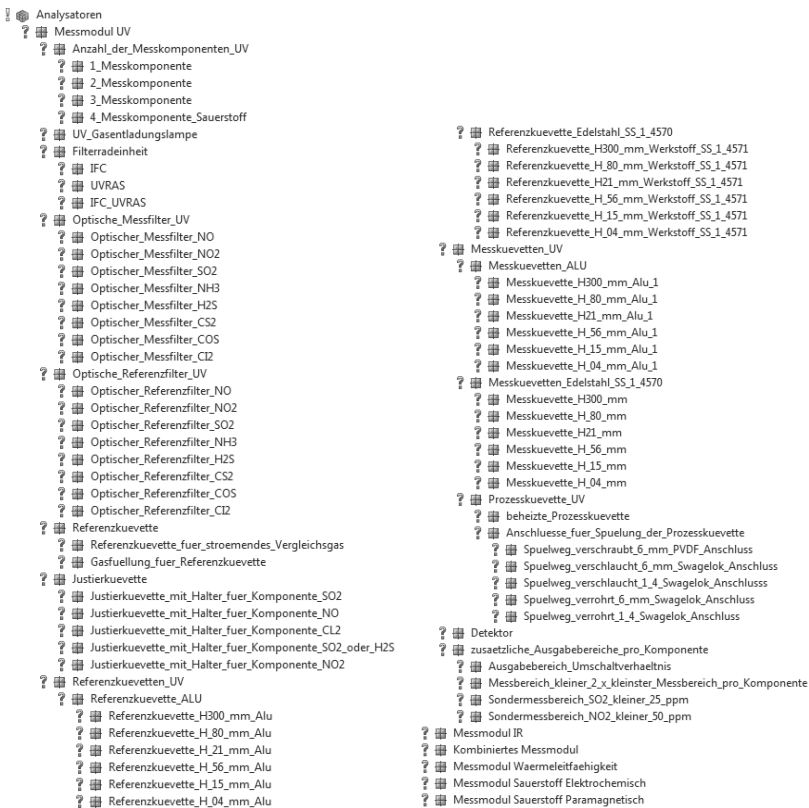 Analysatoren
Messmodul UV
Anzahl_der_Messkomponenten_UV
1_Messkomponente
2_Messkomponente
3_Messkomponente
4_Messkomponente_Sauerstoff
UV_Gasentladungslampe
Filterradeinheit
IFC
UVRAS
IFC_UVRAS
Optische_Messfilter_UV
Optischer_Messfilter_NO
Optischer_Messfilter_NO2
Optischer_Messfilter_SO2
Optischer_Messfilter_NH3
Optischer_Messfilter_H2S
Optischer_Messfilter_CS2
Optischer_Messfilter_COS
Optischer_Messfilter_CI2
Optische_Referenzfilter_UV
Optischer_Referenzfilter_NO
Optischer_Referenzfilter_NO2
Optischer_Referenzfilter_SO2
Optischer_Referenzfilter_NH3
Optischer_Referenzfilter_H2S
Optischer_Referenzfilter_CS2
Optischer_Referenzfilter_COS
Optischer_Referenzfilter_CI2
Referenzkuevette
Referenzkuevette_fuer_stroemendes_Vergleichsgas
Gasfuellung_fuer_Referenzkuevette
Justierkuevette
Justierkuevette_mit_Halter_fuer_Komponente_SO2
Justierkuevette_mit_Halter_fuer_Komponente_NO
Justierkuevette_mit_Halter_fuer_Komponente_CL2
Justierkuevette_mit_Halter_fuer_Komponente_SO2_oder_H2S
Justierkuevette_mit_Halter_fuer_Komponente_NO2
Referenzkuevetten_UV
Referenzkuevette_ALU
Referenzkuevette_H300_mm_Alu
Referenzkuevette_H_80_mm_Alu
Referenzkuevette_H_21_mm_Alu
Referenzkuevette_H_56_mm_Alu
Referenzkuevette_H_15_mm_Alu
Referenzkuevette_H_04_mm_Alu
Referenzkuevette_Edelstahl_SS_1_4570
Referenzkuevette_H300_mm_Werkstoff_SS_1_4571
Referenzkuevette_H_80_mm_Werkstoff_SS_1_4571
Referenzkuevette_H21_mm_Werkstoff_SS_1_4571
Referenzkuevette_H_56_mm_Werkstoff_SS_1_4571
Referenzkuevette_H_15_mm_Werkstoff_SS_1_4571
Referenzkuevette_H_04_mm_Werkstoff_SS_1_4571
Messkuevetten_UV
Messkuevetten_ALU
Messkuevette_H300_mm_Alu_1
Messkuevette_H_80_mm_Alu_1
Messkuevette_H21_mm_Alu_1
Messkuevette_H_56_mm_Alu_1
Messkuevette_H_15_mm_Alu_1
Messkuevette_H_04_mm_Alu_1
Messkuevetten_Edelstahl_SS_1_4570
Messkuevette_H300_mm
Messkuevette_H_80_mm
Messkuevette_H21_mm
Messkuevette_H_56_mm
Messkuevette_H_15_mm
Messkuevette_H_04_mm
Prozesskuevette_UV
beheizte_Prozesskuevette
Anschluesse_fuer_Spuelung_der_Prozesskuevette
Spuelweg_verschraubt_6_mm_PVDF_Anschluss
Spuelweg_verschlaucht_6_mm_Swagelok_Anschluss
Spuelweg_verschlaucht_1_4_Swagelok_Anschlusss
Spuelweg_verrohrt_6_mm_Swagelok_Anschluss
Spuelweg_verrohrt_1_4_Swagelok_Anschluss
Detektor
zusaetzliche_Ausgabebereiche_pro_Komponente
Ausgabebereich_Umschaltverhaeltnis
Messbereich_kleiner_2_x_kleinster_Messbereich_pro_Komponente
Sondermessbereich_SO2_kleiner_25_ppm
Sondermessbereich_NO2_kleiner_50_ppm
Messmodul IR
Kombiniertes Messmodul
Messmodul Waermeleitfaehigkeit
Messmodul Sauerstoff Elektrochemisch
Messmodul Sauerstoff Paramagnetisch